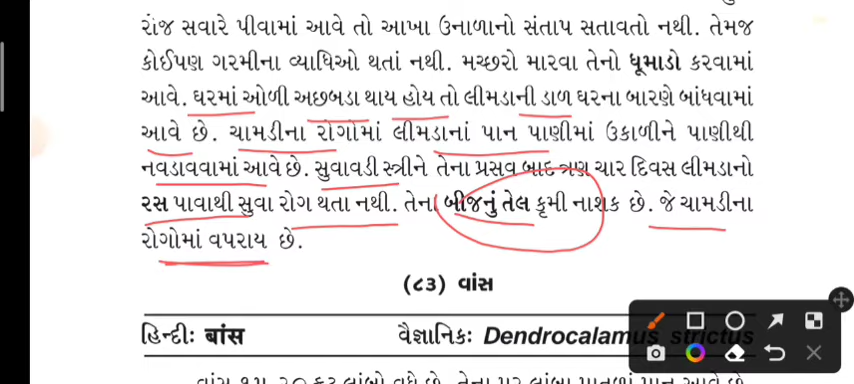 રોજ સવારે પીવામાં આવે તો આખા ઉનાળાનો સંતાપ સતાવતો નથી. તેમજ
કોઈપણ ગરમીના વ્યાધિઓ થતાં નથી. મચ્છરો મારવા તેનો ધૂમાડો કરવામાં
આવે. ઘરમાં ઓળી અછબડા થાય હોય તો લીમડાની ડાળ ઘરના બારણે બાંધવામાં
આવે છે. ચામડીના રોગોમાં લીમડાનાં પાન પાણીમાં ઉકાળીને પાણીથી
નવડાવવામાં આવે છે. સુવાવડી સ્ત્રીને તેના પ્રસવ બાદ ત્રણ ચાર દિવસ લીમડાનો
રસ પાવાથી સુવા રોગ થતા નથી. તેના બીજનું તેલ કૃમી નાશક છે. જે ચામડીના
રોગોમાં વપરાય છે.
(૮૩) વાંસ
હિન્દી: બાંસ વૈજ્ઞાનિક: Dendrocalamus strictus